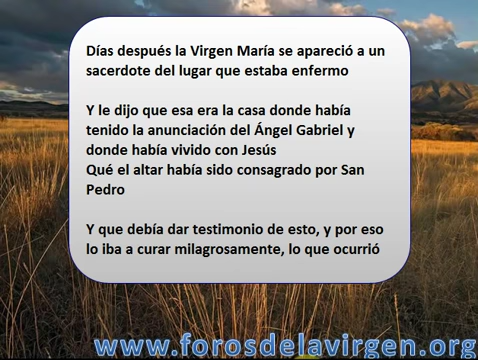 Días después la Virgen María se apareció a un
sacerdote del lugar que estaba enfermo
Y le dijo que esa era la casa donde había
tenido la anunciación del Ángel Gabriel y
donde había vivido con Jesús
Qué el altar había sido consagrado por San
Pedro
Y que debía dar testimonio de esto, y por eso
lo iba a curar milagrosamente, lo que ocurrió
www.forosdelavirgen.org